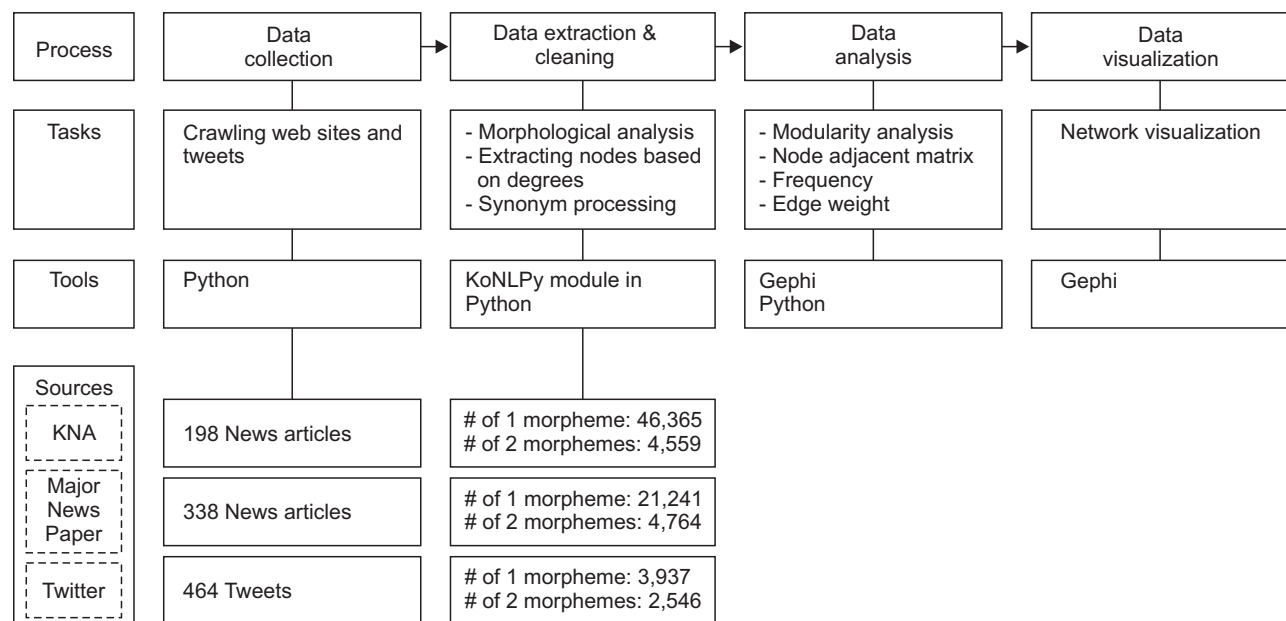 Process
Data
collection
Data extraction &
cleaning
Data
analysis
Data
visualization
Tasks
Crawling web sites and
tweets
- Morphological analysis
- Extracting nodes based
on degrees
- Synonym processing
- Modularity analysis
- Node adjacent matrix
- Frequency
- Edge weight
Network visualization
Tools
Python
KoNLPy module in
Python
Gephi
Python
Gephi
Sources
KNA
198 News articles
# of 1 morpheme: 46,365
# of 2 morphemes: 4,559
Major
News
Paper
338 News articles
# of 1 morpheme: 21,241
# of 2 morphemes: 4,764
Twitter
464 Tweets
# of 1 morpheme: 3,937
# of 2 morphemes: 2,546